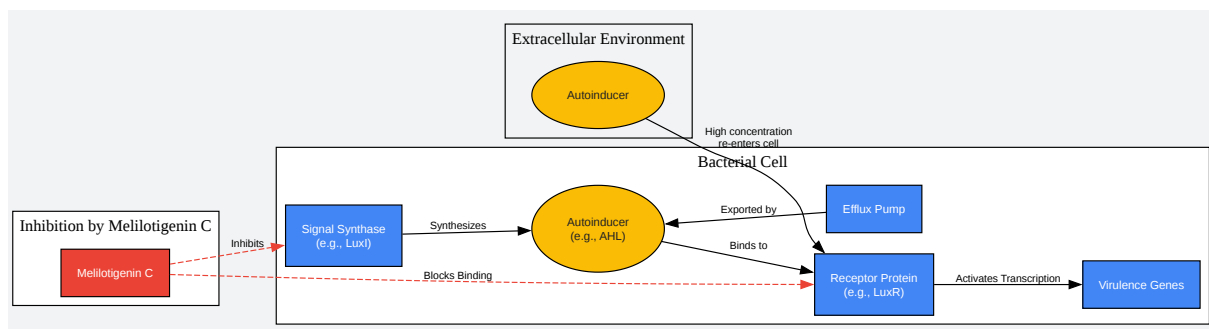 Extracellular Environment
Autoinducer
High concentration
re-enters cell
Bacterial Cell
Inhibition by Melilotigenin C
Melilotigenin C
Inhibits
Blocks Binding
Signal Synthase
(e.g., LuxI)
Synthesizes
Autoinducer
(e.g., AHL)
Exported by
Efflux Pump
Binds to
Receptor Protein
(e.g., LuxR)
Activates Transcription
Virulence Genes